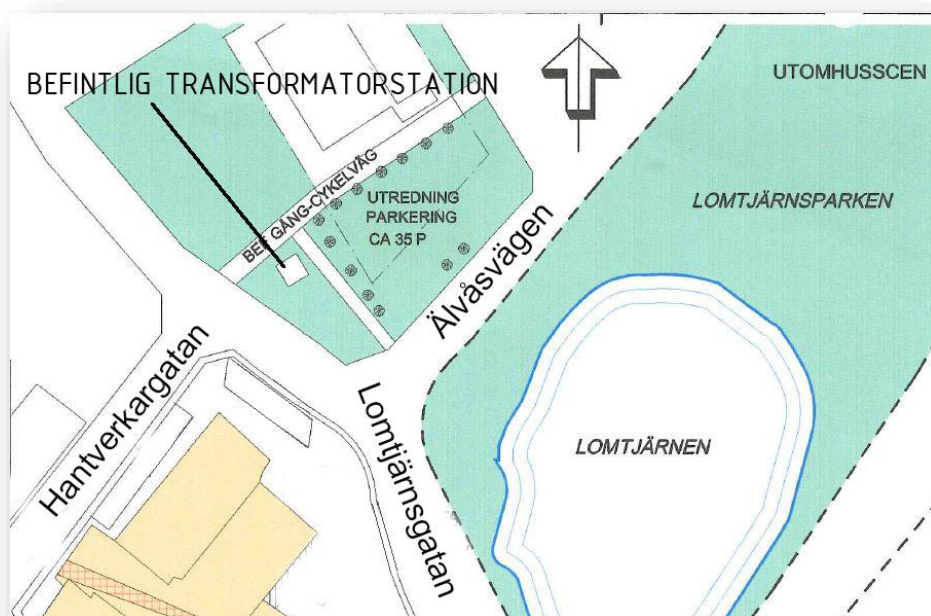 BEFINTLIG TRANSFORMATORSTATION
UTOMHUSSCEN
BEF GÅNG-CYKELVÄG
UTREDNING
PARKERING
CA 35 P
LOMTJÄRNSPARKEN
Älvåsvägen
Hantverkargatan
Lomtjärnsgatan
LOMTJÄRNEN